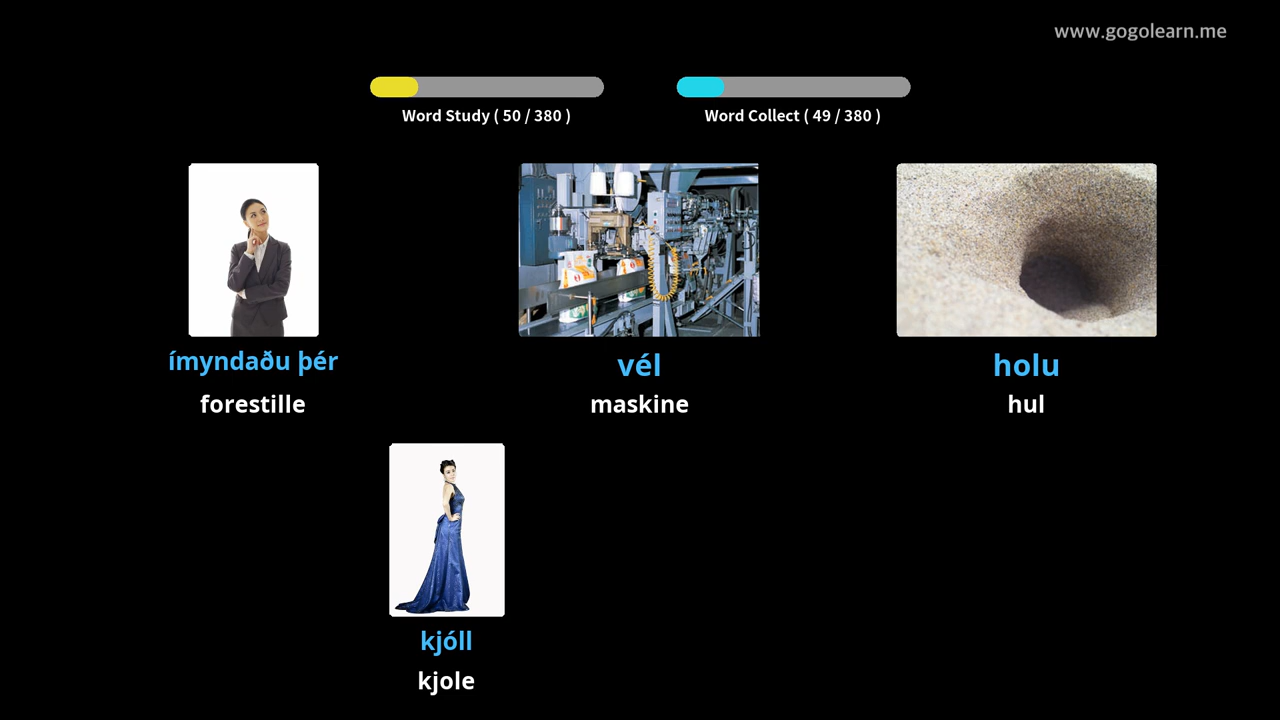 www.gogolearn.me
Word Study ( 50 / 380 )
Word Collect ( 49 / 380 )
ímyndaðu þér
forestille
vél
maskine
holu
hul
kjóll
kjole